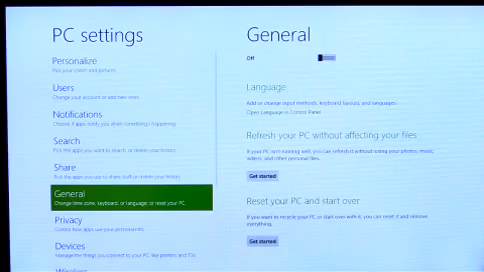 PC settings
Personalize
Pick your colors and pictures.
Users
Change your account or add new ones.
Notifications
Choose if apps notify you when something's happening.
Search
Pick the apps you want to search, or delete your history.
Share
Pick the apps you use to share stuff or delete your history.
General
Change time zone, keyboard, or language; or reset your PC.
Privacy
Control how apps use your personal info.
Devices
Manage the things you connect to your PC, like printers and TVs.
Wireless
General
Off
Language
Add or change input methods, keyboard layouts, and languages.
Open Language in Control Panel
Refresh your PC without affecting your files
If your PC isn't running well, you can refresh it without losing your photos, music,
videos, and other personal files.
Get started
Reset your PC and start over
If you want to recycle your PC or start over with it, you can reset it and remove
everything.
Get started